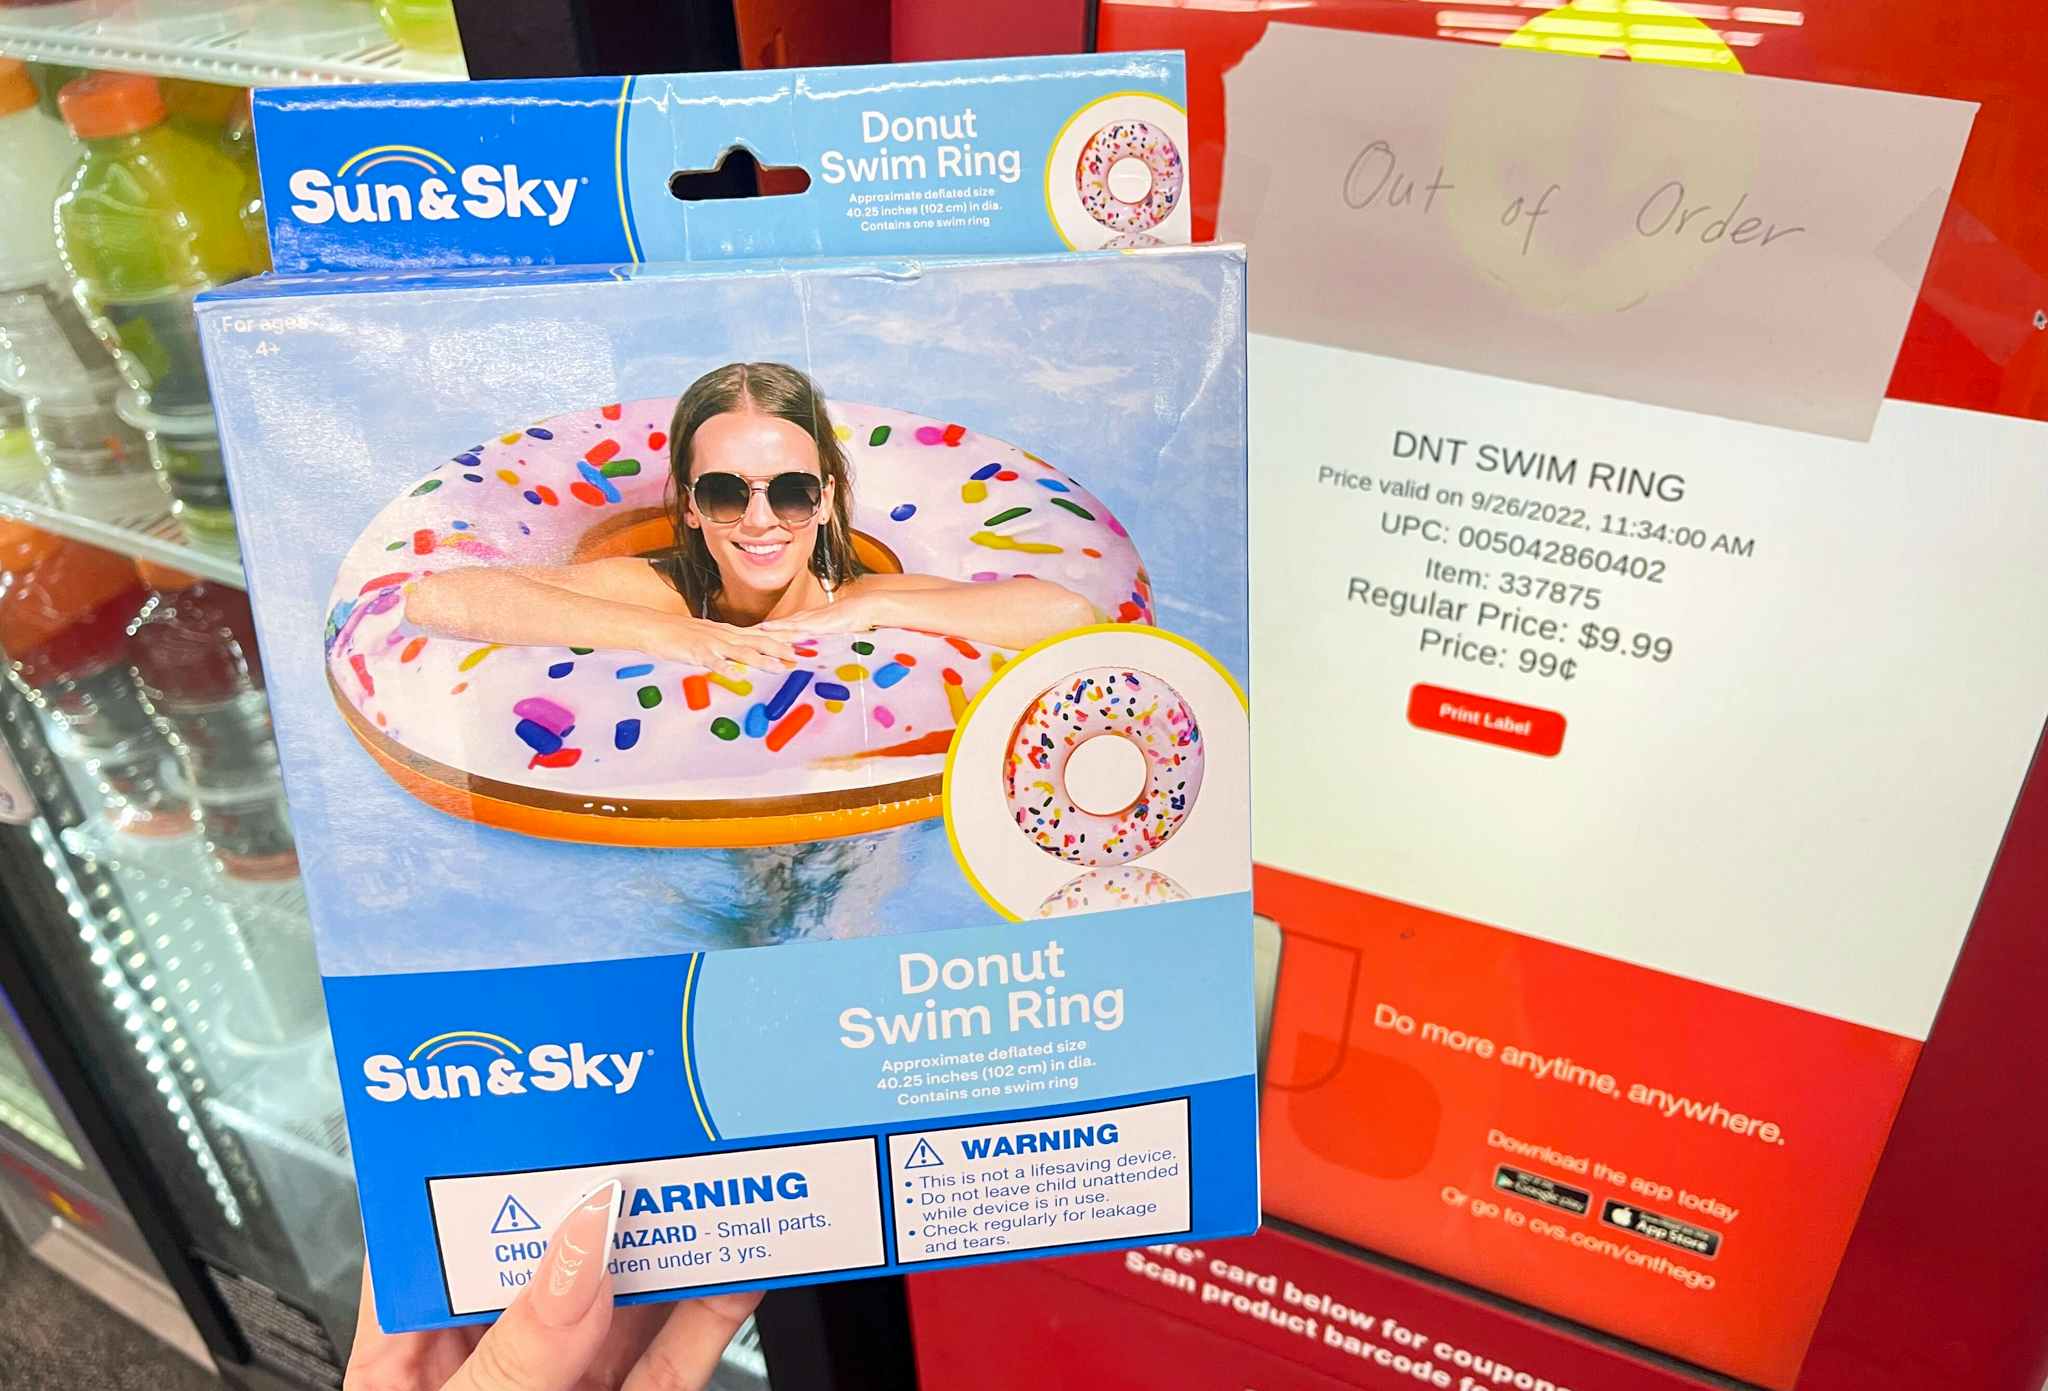 Sun&Sky
Donut
Swim Ring
Approximate deflated size
40.25 inches (102 cm) in dia.
Contains one swim ring
For ages
4+
Sun&Sky
Donut
Swim Ring
Approximate deflated size
40.25 inches (102 cm) in dia.
Contains one swim ring
WARNING
HAZARD - Small parts.
under 3 yrs.
WARNING
• This is not a lifesaving device.
• Do not leave child unattended
while device is in use.
• Check regularly for leakage
and tears.
Out of Order
DNT SWIM RING
Price valid on 9/26/2022, 11:34:00 AM
UPC: 005042860402
Item: 337875
Regular Price: $9.99
Price: 99¢
Print Label
Do more anytime, anywhere.
Download the app today
Google play
App Store
Or go to cvs.com/onthego
card below for
Scan product barcode